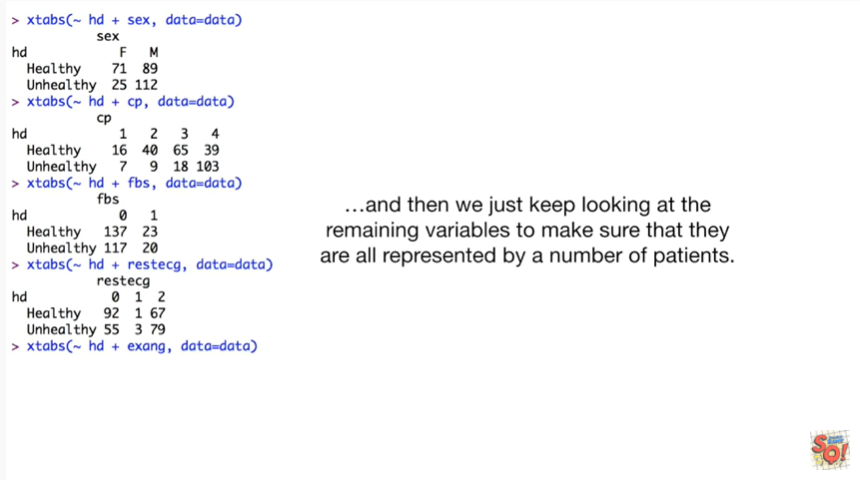 > xtabs(~ hd + sex, data=data)
sex
hd F M
Healthy 71 89
Unhealthy 25 112
> xtabs(~ hd + cp, data=data)
cp
hd 1 2 3 4
Healthy 16 40 65 39
Unhealthy 7 9 18 103
> xtabs(~ hd + fbs, data=data)
fbs
hd 0 1
Healthy 137 23
Unhealthy 117 20
> xtabs(~ hd + restecg, data=data)
restecg
hd 0 1 2
Healthy 92 1 67
Unhealthy 55 3 79
> xtabs(~ hd + exang, data=data)
…and then we just keep looking at the
remaining variables to make sure that they
are all represented by a number of patients.
SQ!